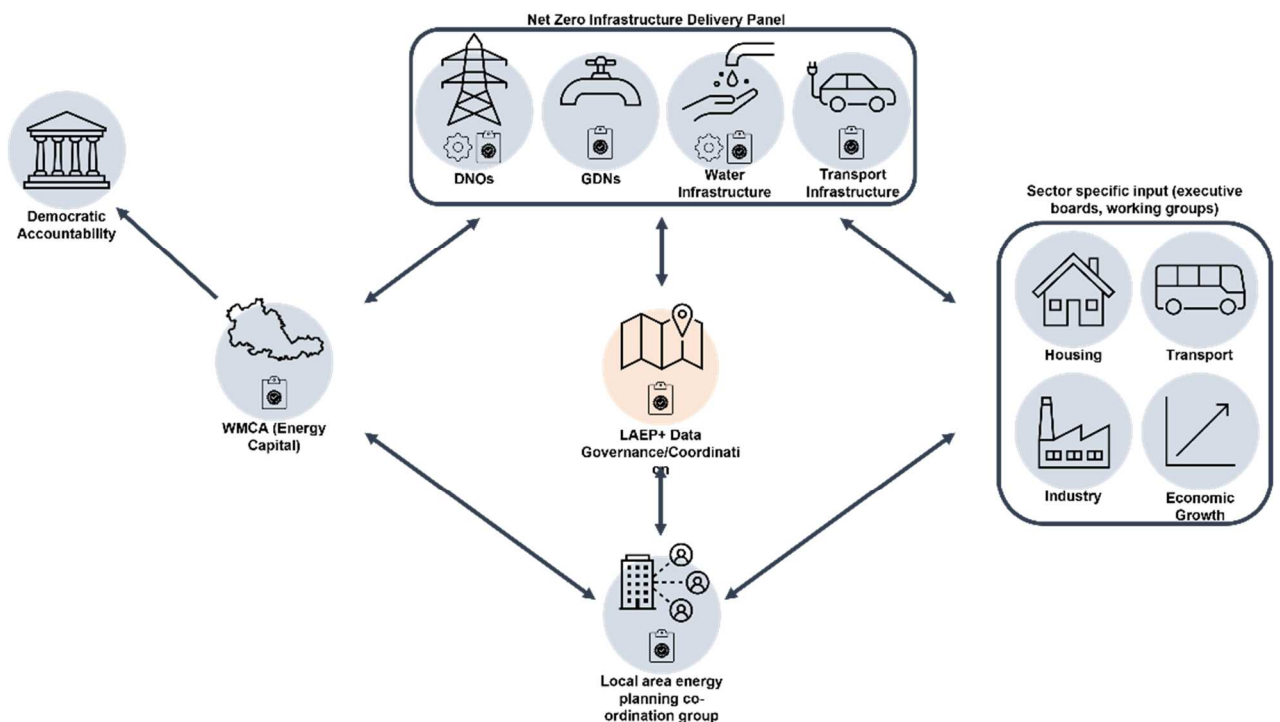 Net Zero Infrastructure Delivery Panel
DNOs
GDNs
Water
Infrastructure
Transport
Infrastructure
Democratic
Accountability
Sector specific input (executive
boards, working groups)
Housing
Transport
Industry
Economic
Growth
WMCA (Energy
Capital)
LAEP+ Data
Governance/Coordinati
on
Local area energy
planning co-
ordination group